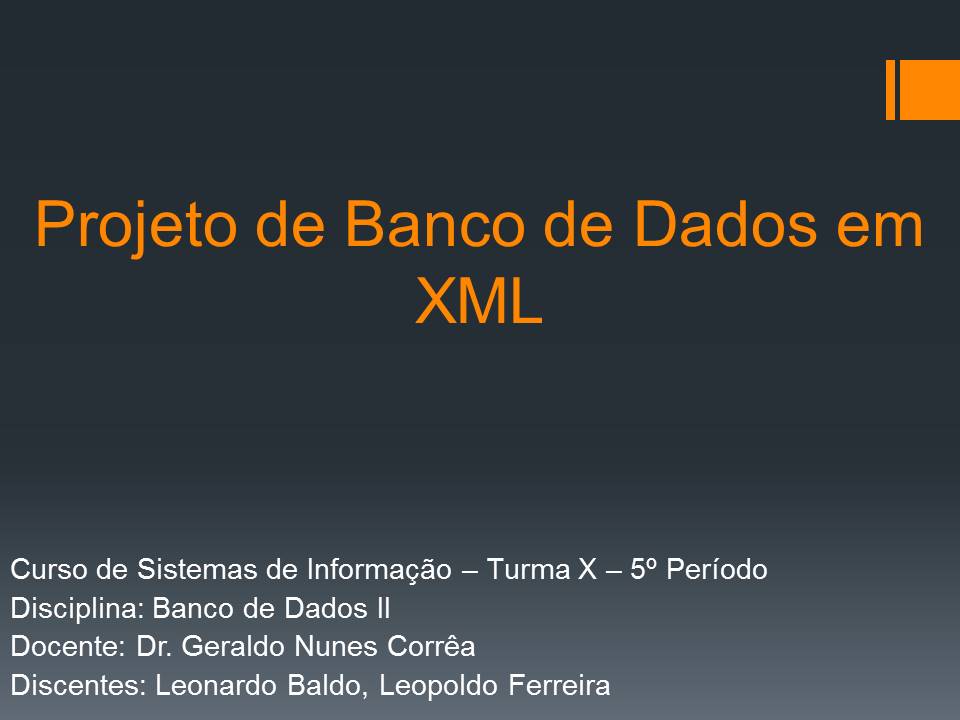 Projeto de Banco de Dados em
XML
Curso de Sistemas de Informação – Turma X – 5º Período
Disciplina: Banco de Dados II
Docente: Dr. Geraldo Nunes Corrêa
Discentes: Leonardo Baldo, Leopoldo Ferreira